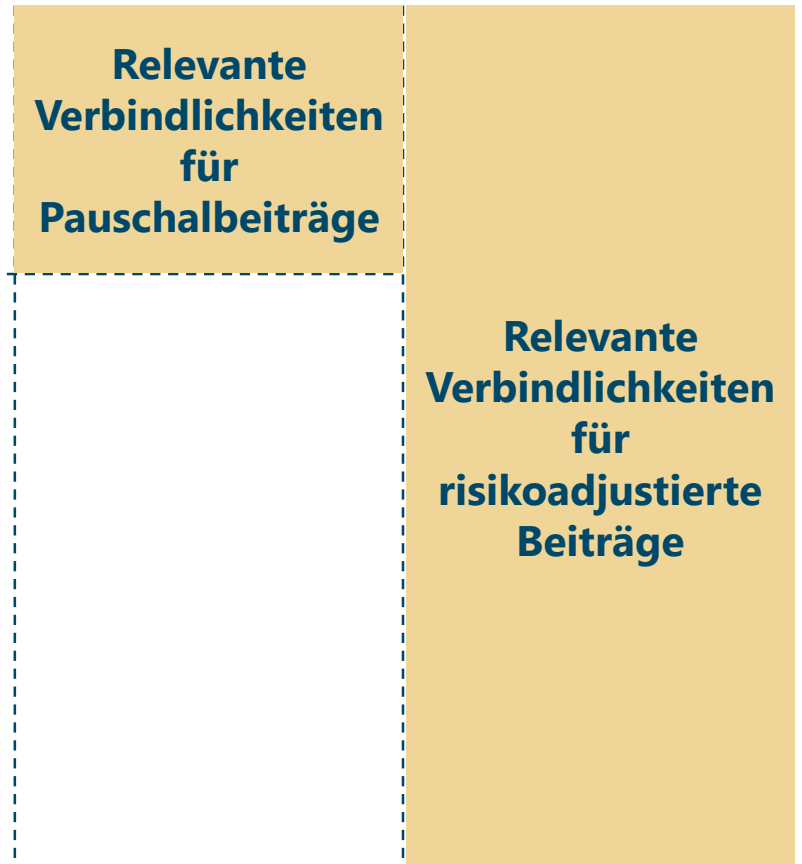 Relevante
Verbindlichkeiten
für
Pauschalbeiträge
Relevante
Verbindlichkeiten
für
risikoadjustierte
Beiträge